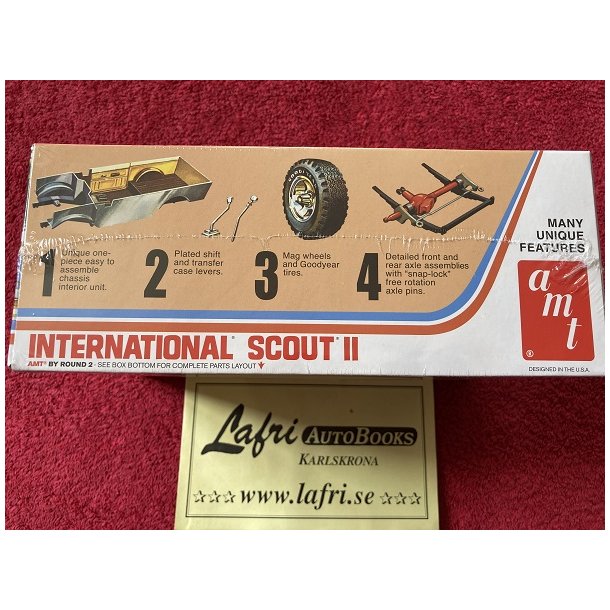 MANY
UNIQUE
FEATURES
1 Unique one-
piece easy to
assemble
chassis
interior unit.
2 Plated shift
and transfer
case levers.
3 Mag wheels
and Goodyear
tires.
4 Detailed front and
rear axle assemblies
with "snap-lock"
free rotation
axle pins.
amt
®
INTERNATIONAL® SCOUT® II
AMT® BY ROUND 2 - SEE BOX BOTTOM FOR COMPLETE PARTS LAYOUT
DESIGNED IN THE U.S.A.
Lafri AUTOBOOKS
KARLSKRONA
☆☆☆ www.lafri.se ☆☆☆